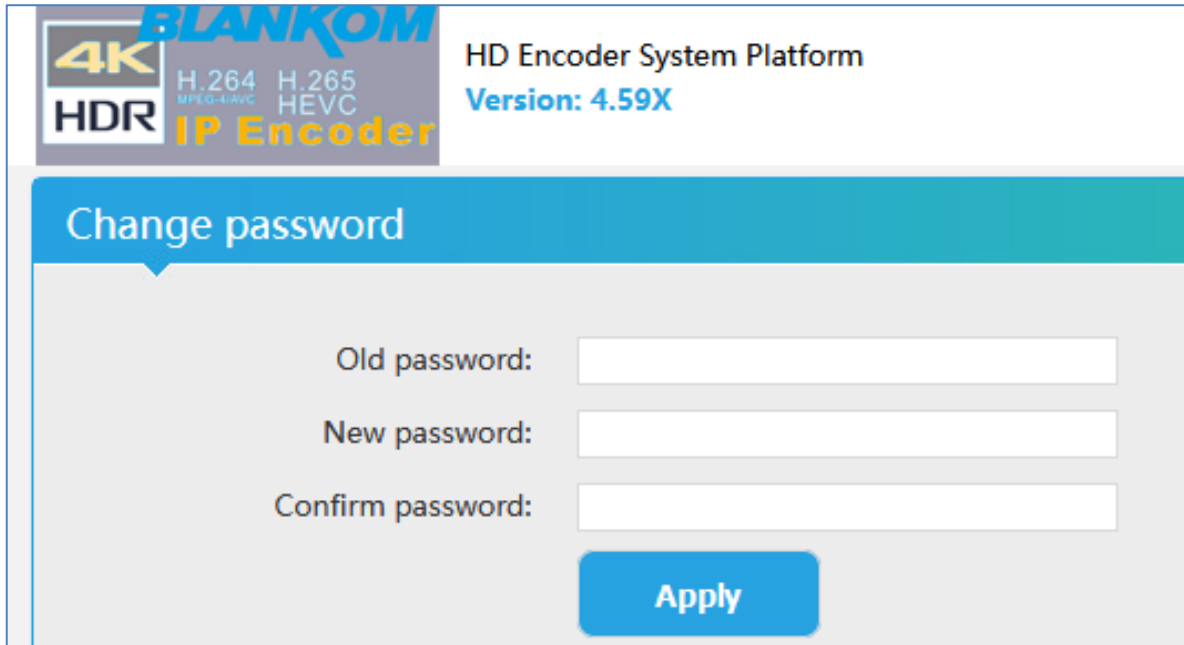 BLANKOM
4K
HDR
H.264 H.265
MPEG-4/AVC HEVC
IP Encoder
HD Encoder System Platform
Version: 4.59X
Change password
Old password:
New password:
Confirm password:
Apply